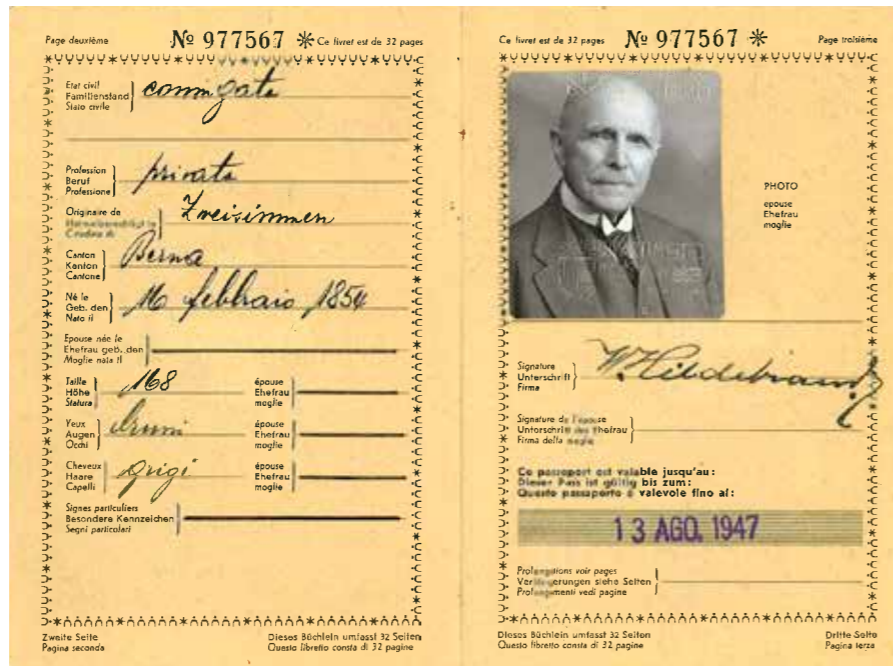 Page deuxième
№ 977567 ✻ Ce livret est de 32 pages
Etat civil
Familienstand
Stato civile
Profession
Beruf
Professione
privato
Originaire de
Zweisimmen
Canton
Kanton
Cantone
Berna
Né le
Geb. den
Nato il
16 febbraio 1854
Epouse née le
Ehefrau geb. den
Moglie nata il
Taille
Höhe
Statura
168
épouse
Ehefrau
moglie
Yeux
Augen
Occhi
bruni
épouse
Ehefrau
moglie
Cheveux
Haare
Capelli
grigi
épouse
Ehefrau
moglie
Signes particuliers
Besondere Kennzeichen
Segni particolari
Zweite Seite
Pagina seconda
Dieses Büchlein umfasst 32 Seiten
Questo libretto consta di 32 pagine
Ce livret est de 32 pages
№ 977567 ✻
Page troisième
PHOTO
épouse
Ehefrau
moglie
Signature
Unterschrift
Firma
W. Hildebrand
Signature de l'épouse
Unterschrift der Ehefrau
Firma della moglie
Ce passeport est valable jusqu'au:
Dieser Pass ist gültig bis zum:
Questo passaporto è valevole fino al:
13 AGO. 1947
Prolongations voir pages
Verlängerungen siehe Seiten
Prolungamenti vedi pagine
Dieses Büchlein umfasst 32 Seiten
Questo libretto consta di 32 pagine
Dritte Seite
Pagina terza